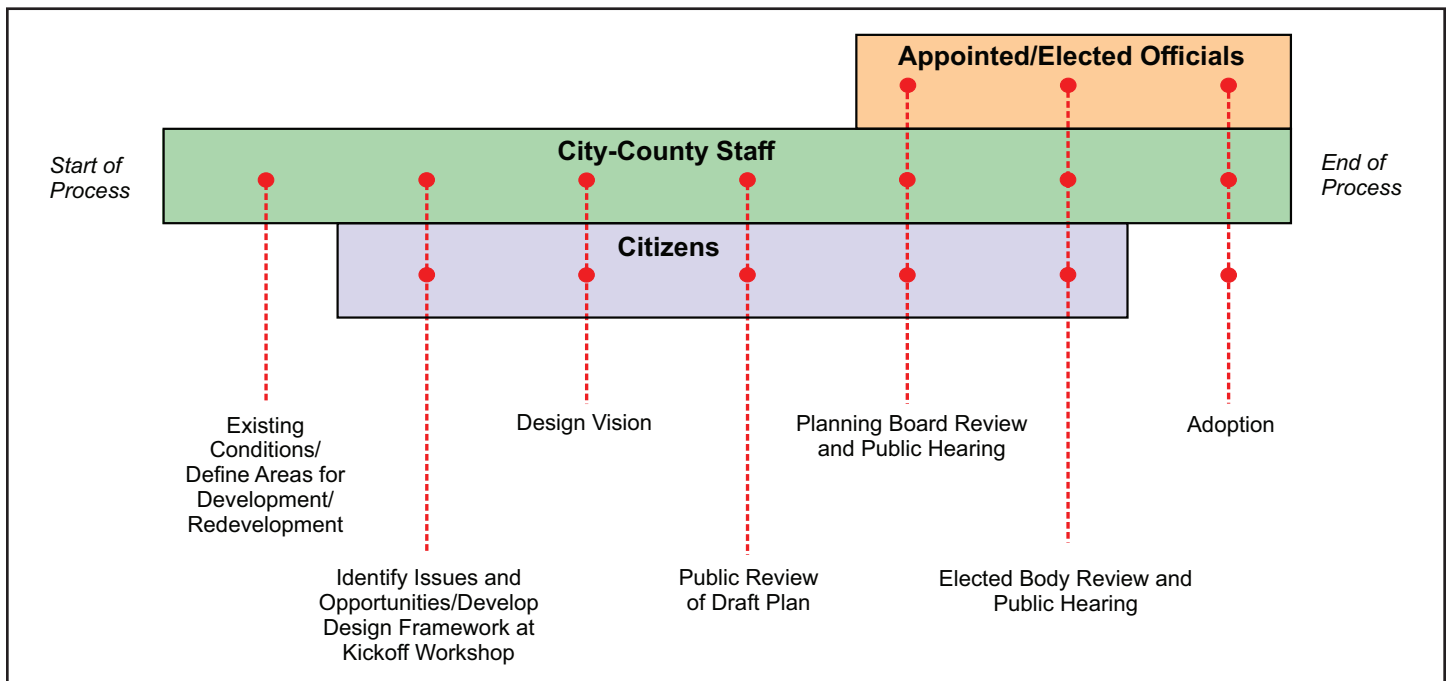 Appointed/Elected Officials
City-County Staff
Start of
Process
End of
Process
Citizens
Existing
Conditions/
Define Areas for
Development/
Redevelopment
Design Vision
Planning Board Review
and Public Hearing
Adoption
Identify Issues and
Opportunities/Develop
Design Framework at
Kickoff Workshop
Public Review
of Draft Plan
Elected Body Review and
Public Hearing